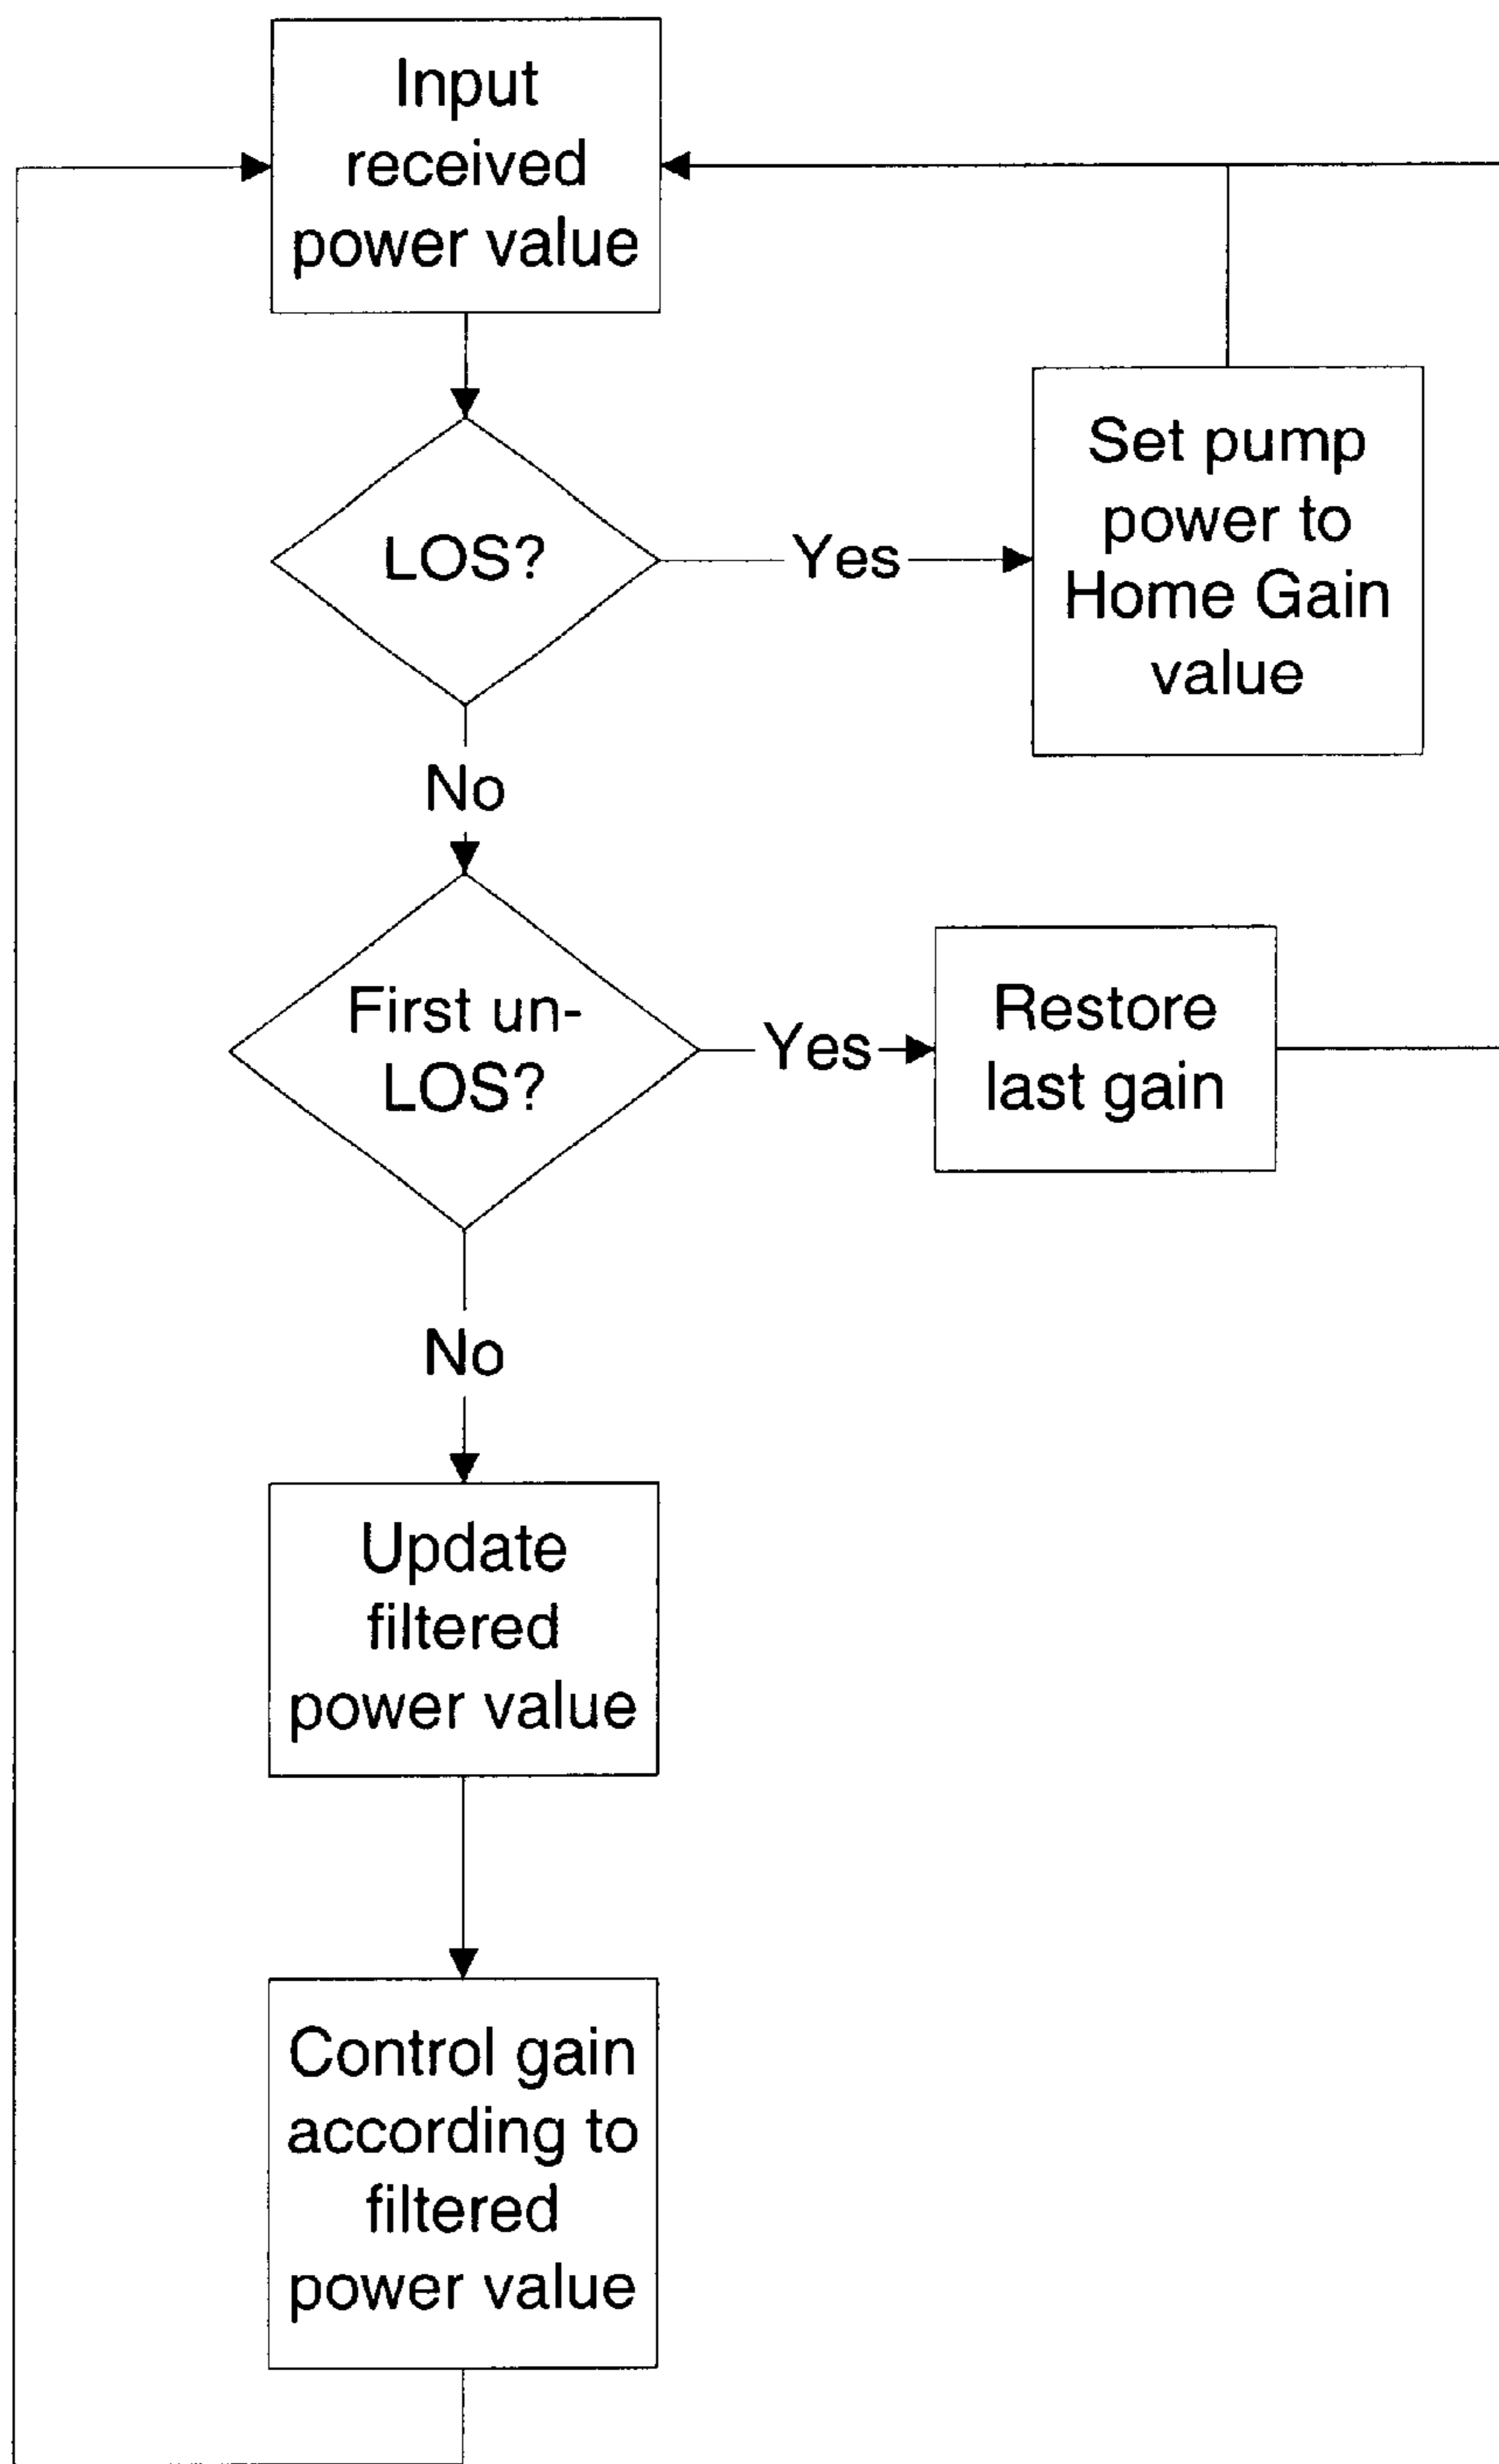 Input
received
power value
LOS?
Yes
Set pump
power to
Home Gain
value
No
First un-
LOS?
Yes
Restore
last gain
No
Update
filtered
power value
Control gain
according to
filtered
power value